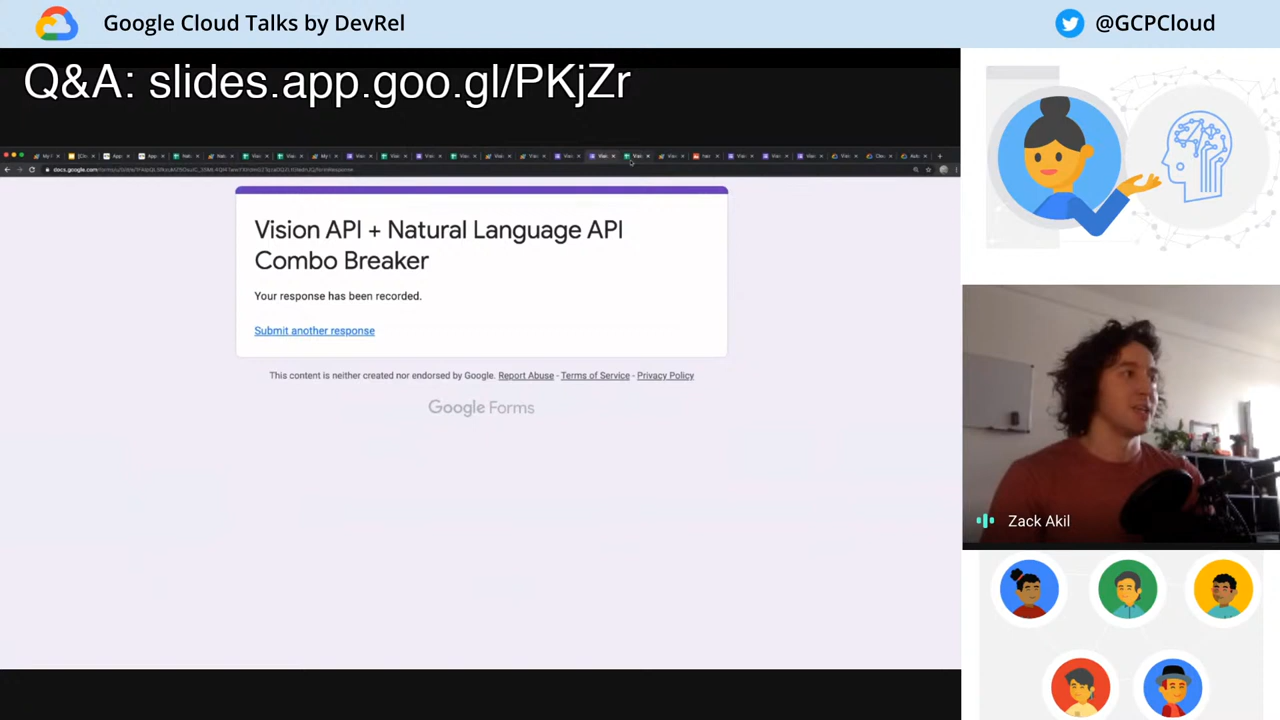 Google Cloud Talks by DevRel
@GCPCloud
Q&A: slides.app.goo.gl/PKjZr
Vision API + Natural Language API
Combo Breaker
Your response has been recorded.
Submit another response
This content is neither created nor endorsed by Google. Report Abuse - Terms of Service - Privacy Policy
Google Forms
Zack Akil